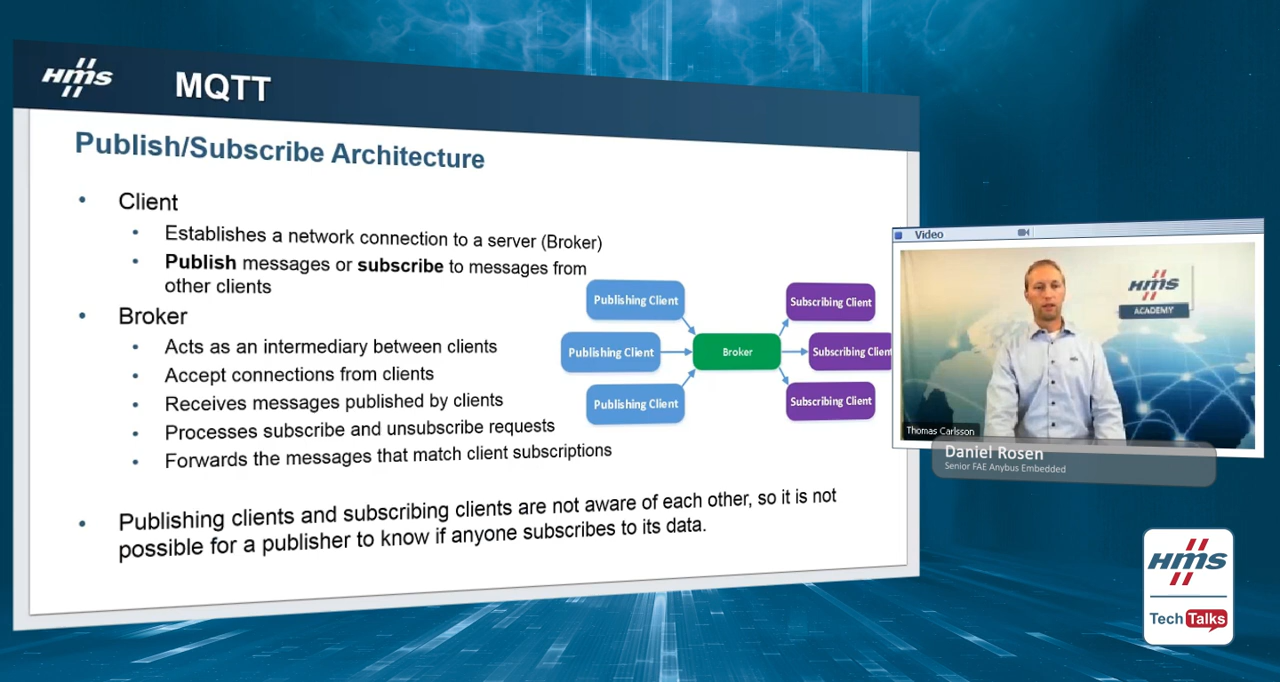 HMS
MQTT
Publish/Subscribe Architecture
• Client
• Establishes a network connection to a server (Broker)
• Publish messages or subscribe to messages from
other clients
• Broker
• Acts as an intermediary between clients
• Accept connections from clients
• Receives messages published by clients
• Processes subscribe and unsubscribe requests
• Forwards the messages that match client subscriptions
• Publishing clients and subscribing clients are not aware of each other, so it is not
possible for a publisher to know if anyone subscribes to its data.
Publishing Client
Publishing Client
Publishing Client
Broker
Subscribing Client
Subscribing Client
Subscribing Client
Video
HMS
ACADEMY
Thomas Carlsson
Daniel Rosen
Senior FAE Anybus Embedded
HMS
Tech Talks